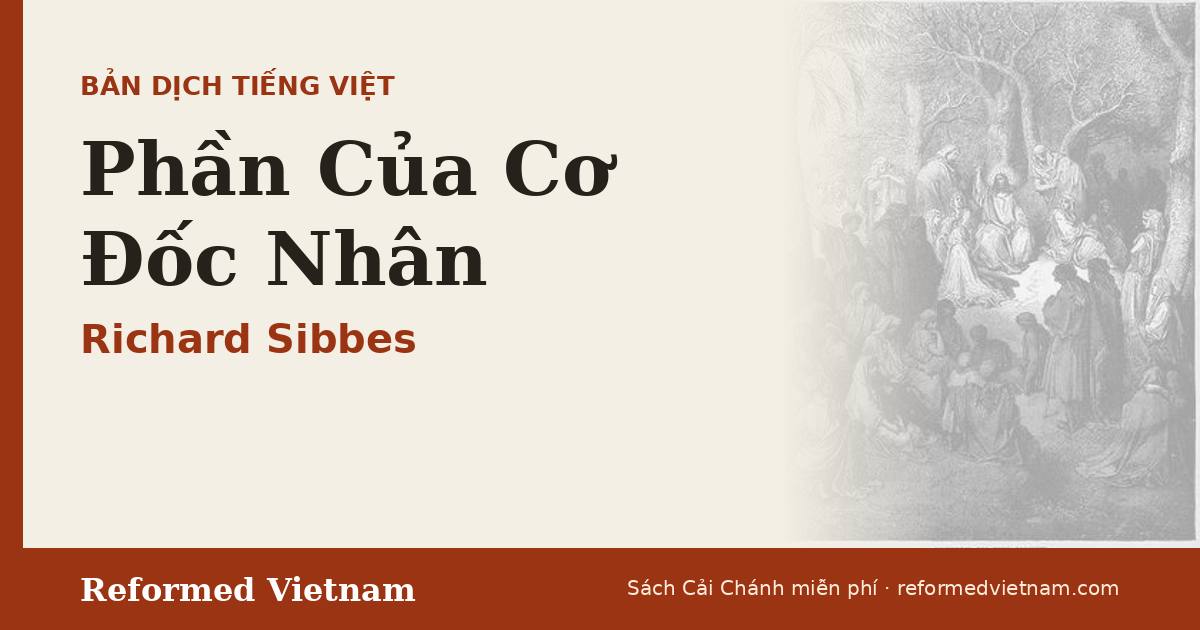 BẢN DỊCH TIẾNG VIỆT
Phần Của Cơ
Đốc Nhân
Richard Sibbes
Reformed Vietnam
Sách Cải Chánh miễn phí · reformedvietnam.com